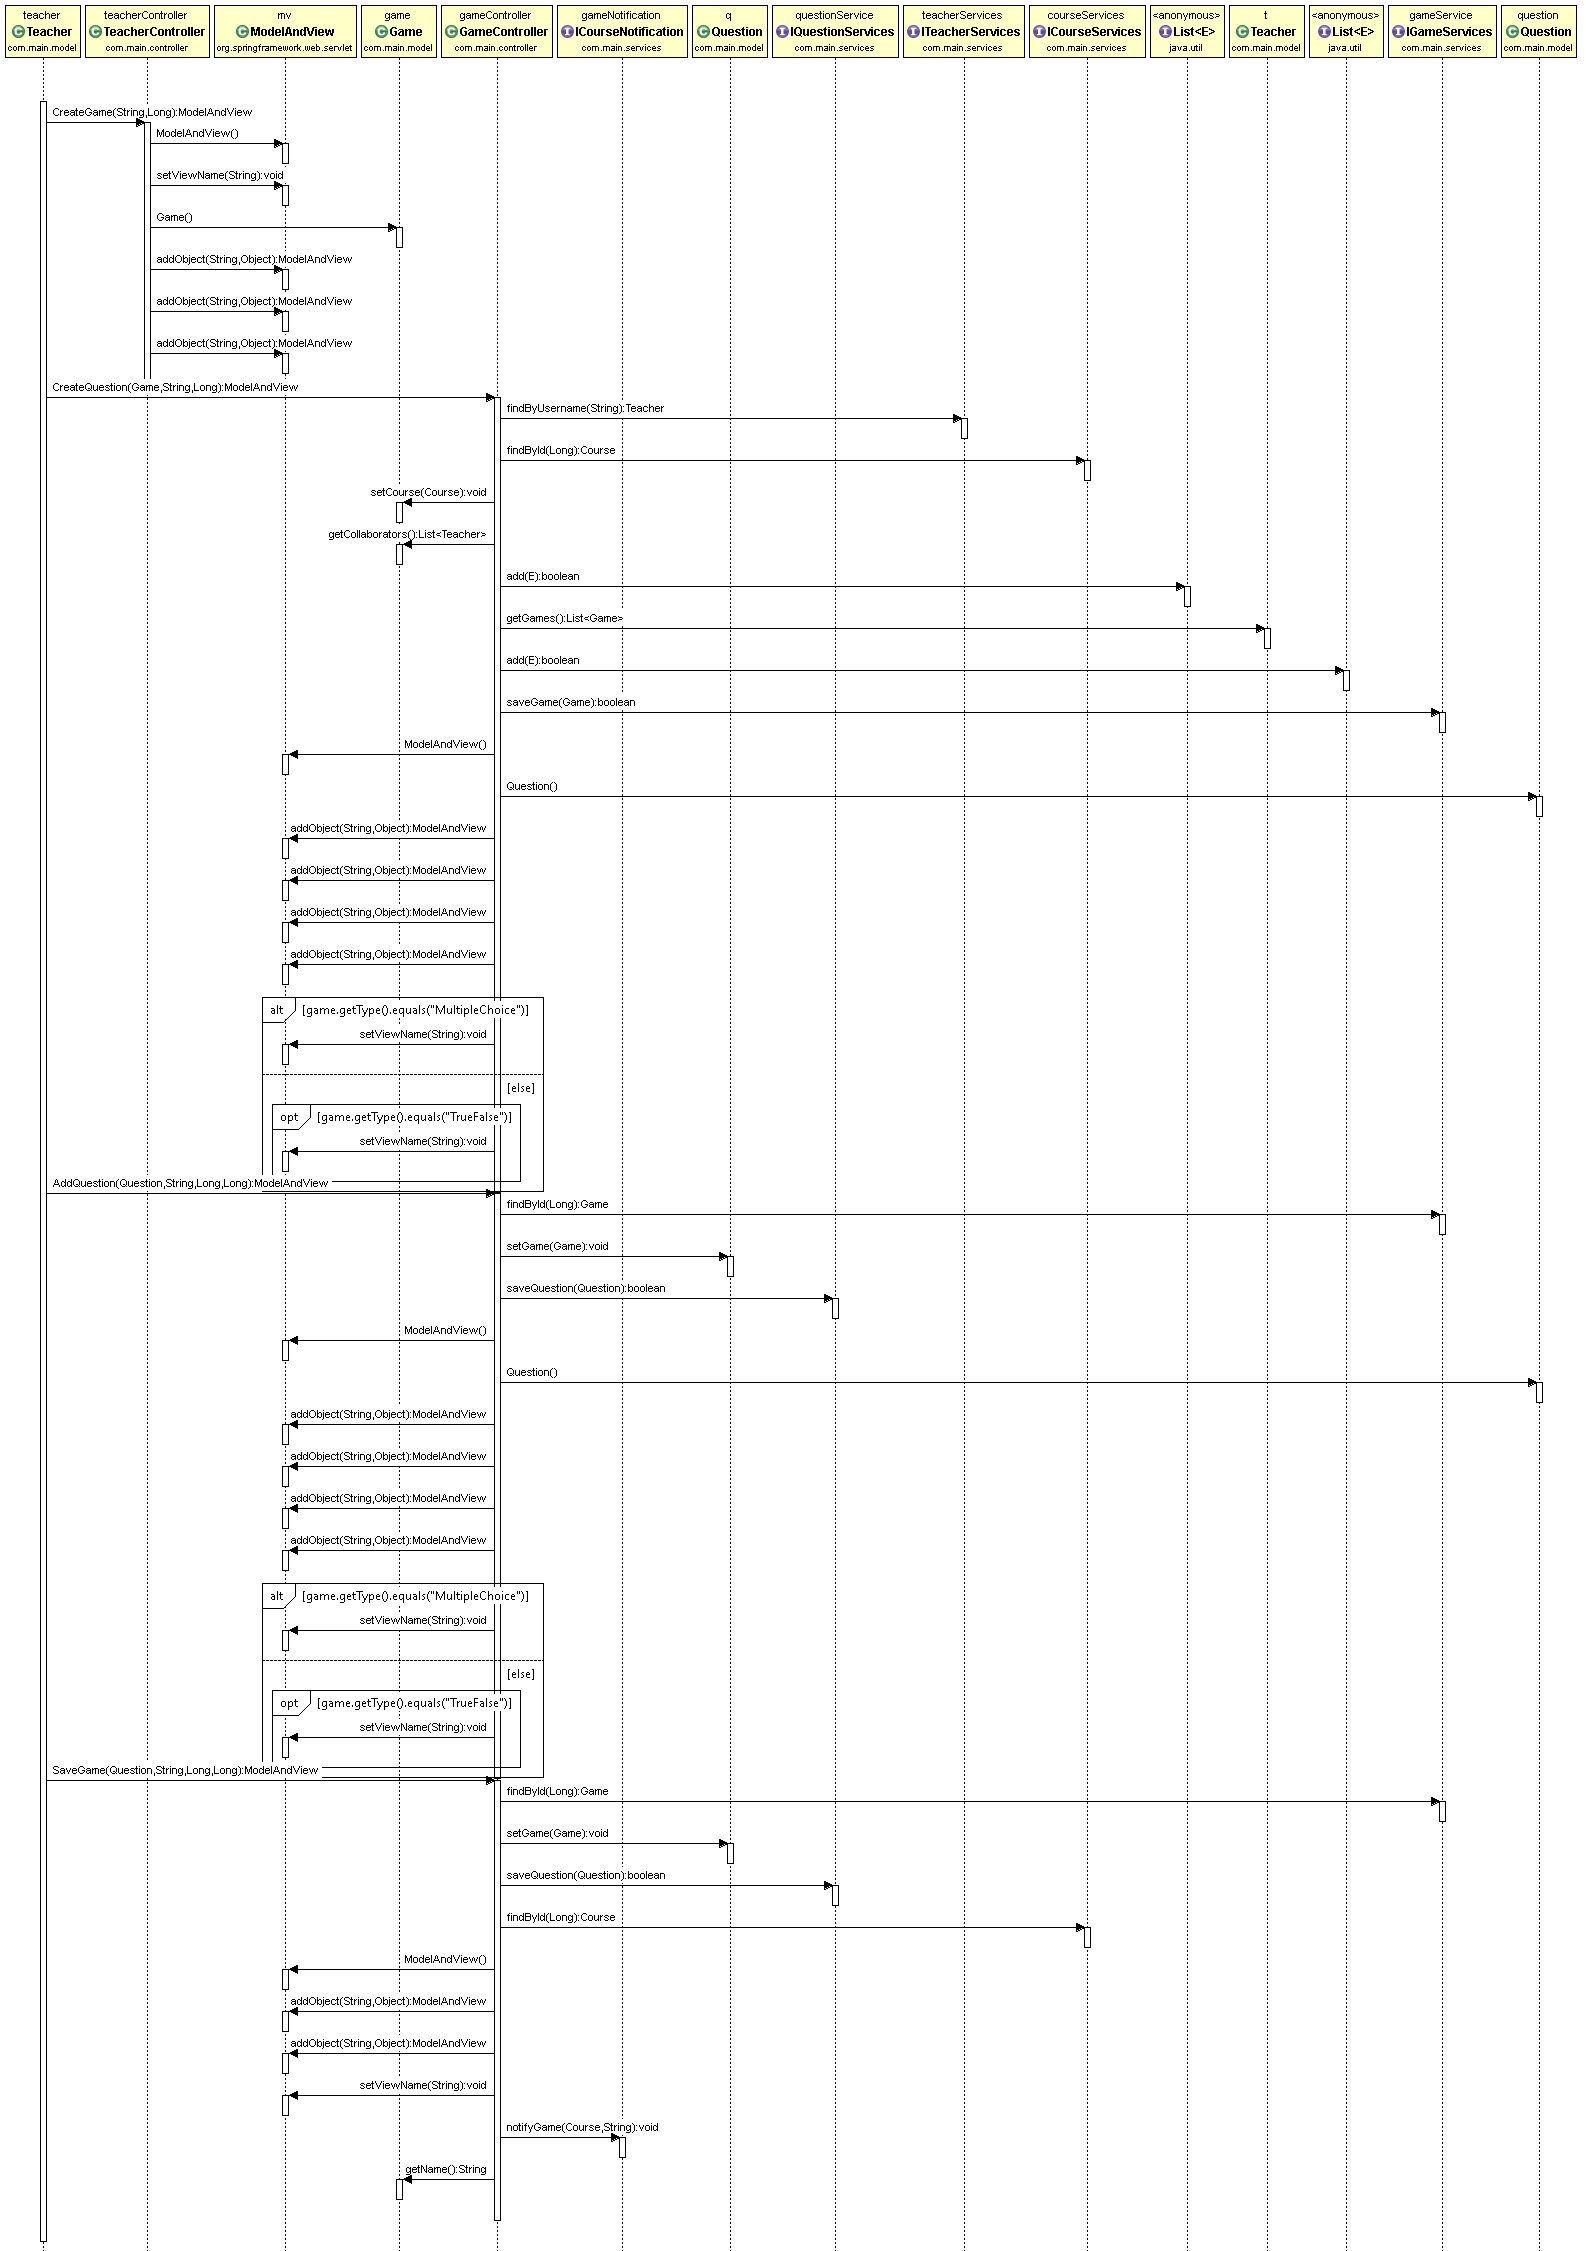 teacher
Teacher
com.main.model
teacherController
TeacherController
com.main.controller
mv
ModelAndView
org.springframework.web.servlet
game
Game
com.main.model
gameController
GameController
com.main.controller
gameNotification
ICourseNotification
com.main.services
q
Question
com.main.model
questionService
IQuestionServices
com.main.services
teacherServices
ITeacherServices
com.main.services
courseServices
ICourseServices
com.main.services
<anonymous>
List<E>
java.util
t
Teacher
com.main.model
<anonymous>
List<E>
java.util
gameService
IGameServices
com.main.services
question
Question
com.main.model
CreateGame(String,Long):ModelAndView
ModelAndView()
setViewName(String):void
Game()
addObject(String,Object):ModelAndView
addObject(String,Object):ModelAndView
addObject(String,Object):ModelAndView
CreateQuestion(Game,String,Long):ModelAndView
findByUsername(String):Teacher
findById(Long):Course
setCourse(Course):void
getCollaborators():List<Teacher>
add(E):boolean
getGames():List<Game>
add(E):boolean
saveGame(Game):boolean
ModelAndView()
Question()
addObject(String,Object):ModelAndView
addObject(String,Object):ModelAndView
addObject(String,Object):ModelAndView
addObject(String,Object):ModelAndView
alt [game.getType().equals("MultipleChoice")]
setViewName(String):void
[else]
opt [game.getType().equals("TrueFalse")]
setViewName(String):void
AddQuestion(Question,String,Long,Long):ModelAndView
findById(Long):Game
setGame(Game):void
saveQuestion(Question):boolean
ModelAndView()
Question()
addObject(String,Object):ModelAndView
addObject(String,Object):ModelAndView
addObject(String,Object):ModelAndView
addObject(String,Object):ModelAndView
alt [game.getType().equals("MultipleChoice")]
setViewName(String):void
[else]
opt [game.getType().equals("TrueFalse")]
setViewName(String):void
SaveGame(Question,String,Long,Long):ModelAndView
findById(Long):Game
setGame(Game):void
saveQuestion(Question):boolean
findById(Long):Course
ModelAndView()
addObject(String,Object):ModelAndView
addObject(String,Object):ModelAndView
setViewName(String):void
notifyGame(Course,String):void
getName():String